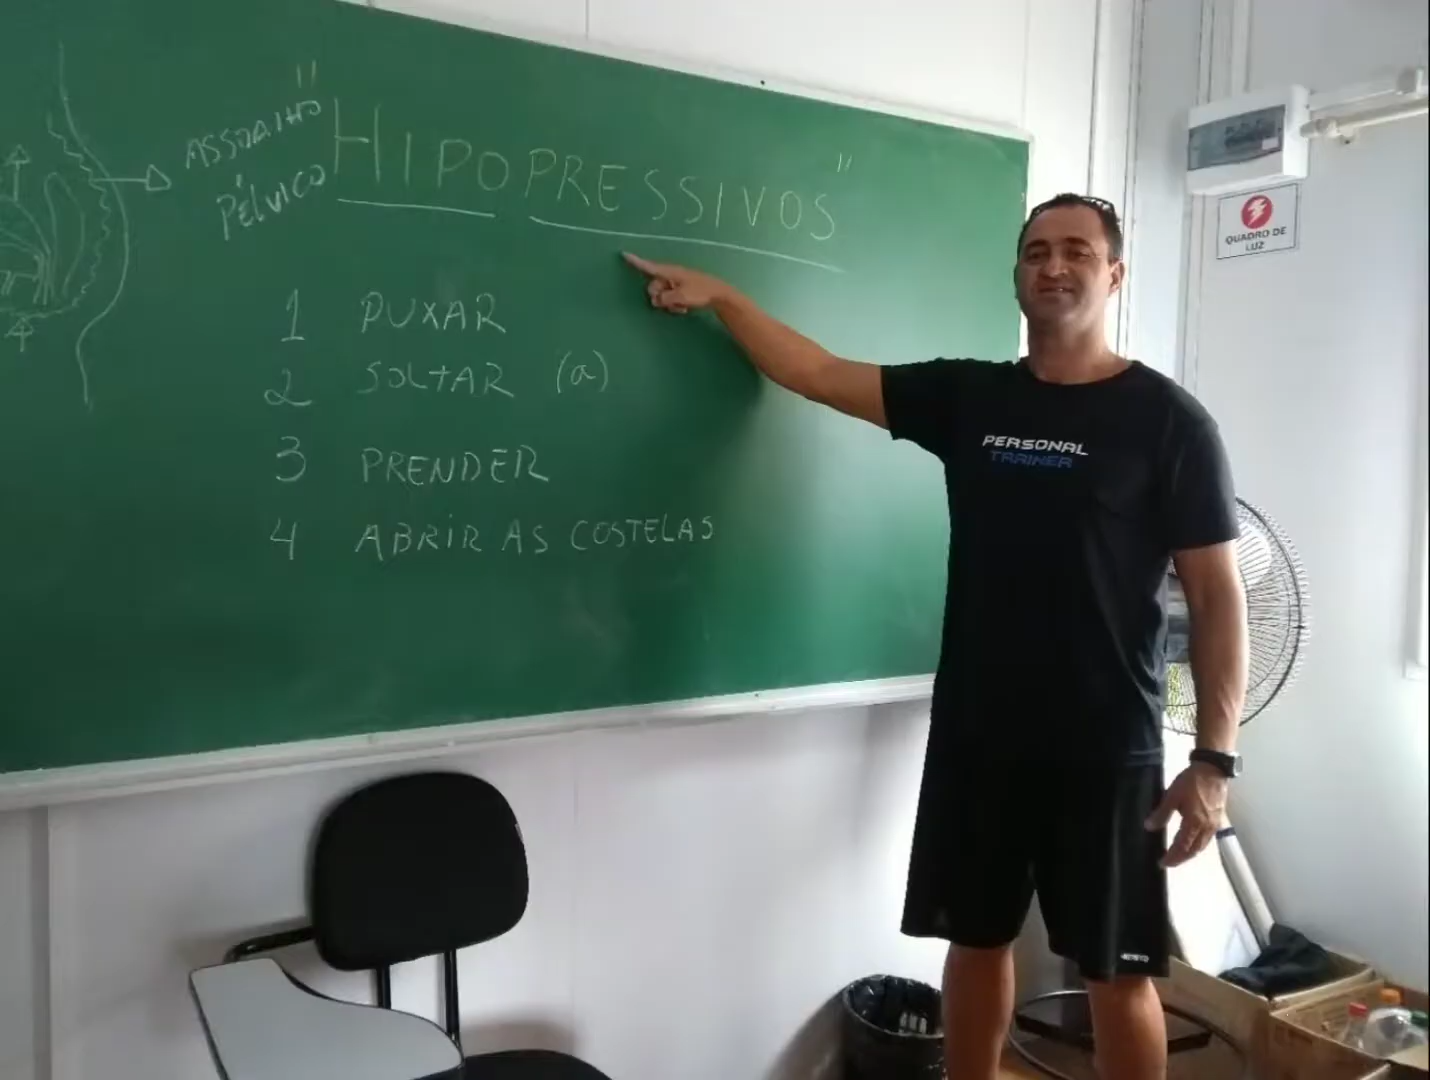 ASSOALHO
PÉLVICO
"HIPOPRESSIVOS"
1 PUXAR
2 SOLTAR (a)
3 PRENDER
4 ABRIR AS COSTELAS
PERSONAL
TRAINER
QUADRO DE
LUZ